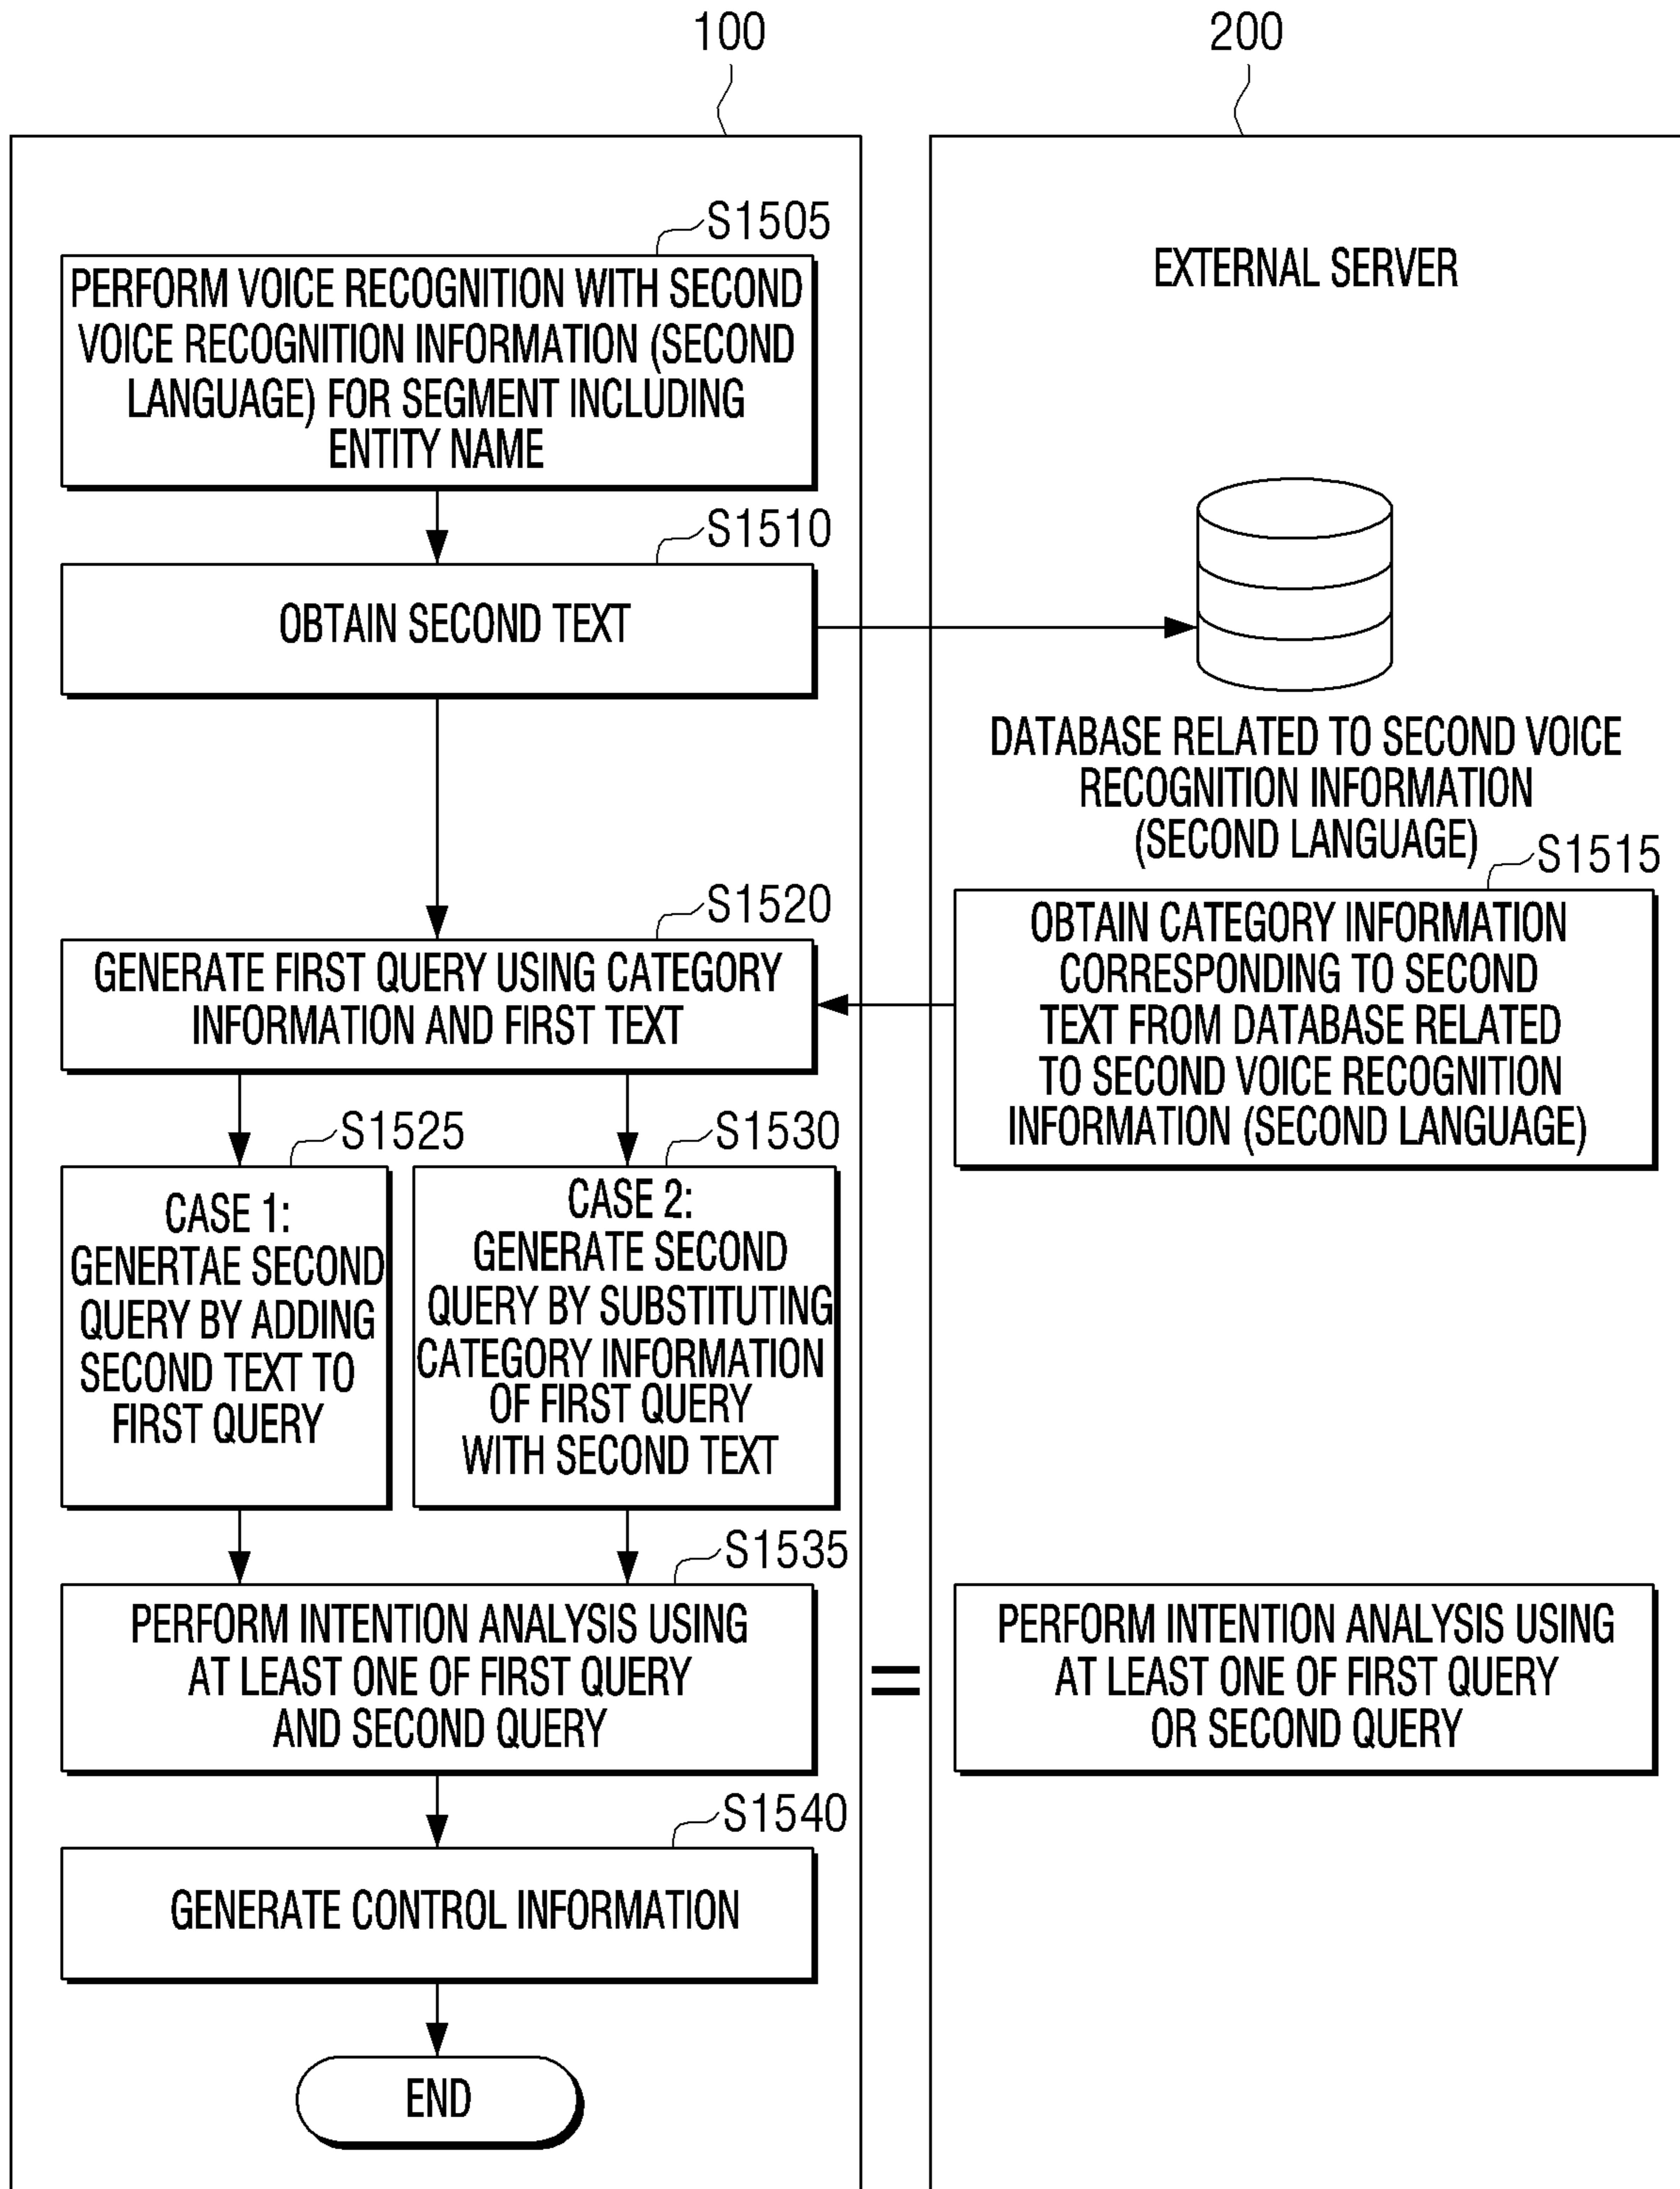 100
200
S1505
PERFORM VOICE RECOGNITION WITH SECOND
VOICE RECOGNITION INFORMATION (SECOND
LANGUAGE) FOR SEGMENT INCLUDING
ENTITY NAME
EXTERNAL SERVER
S1510
OBTAIN SECOND TEXT
DATABASE RELATED TO SECOND VOICE
RECOGNITION INFORMATION
(SECOND LANGUAGE)
S1515
OBTAIN CATEGORY INFORMATION
CORRESPONDING TO SECOND
TEXT FROM DATABASE RELATED
TO SECOND VOICE RECOGNITION
INFORMATION (SECOND LANGUAGE)
S1520
GENERATE FIRST QUERY USING CATEGORY
INFORMATION AND FIRST TEXT
S1525
CASE 1:
GENERTAE SECOND
QUERY BY ADDING
SECOND TEXT TO
FIRST QUERY
S1530
CASE 2:
GENERATE SECOND
QUERY BY SUBSTITUTING
CATEGORY INFORMATION
OF FIRST QUERY
WITH SECOND TEXT
S1535
PERFORM INTENTION ANALYSIS USING
AT LEAST ONE OF FIRST QUERY
AND SECOND QUERY
=
PERFORM INTENTION ANALYSIS USING
AT LEAST ONE OF FIRST QUERY
OR SECOND QUERY
S1540
GENERATE CONTROL INFORMATION
END